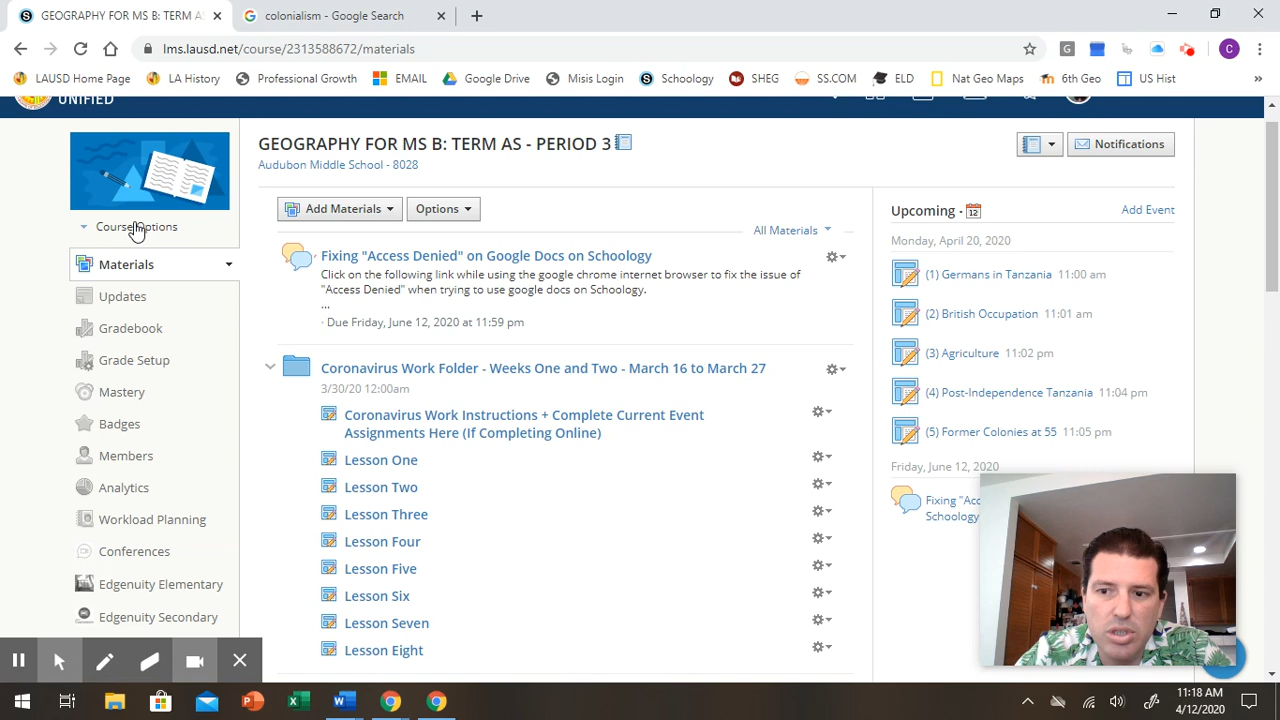 GEOGRAPHY FOR MS B: TERM AS
colonialism - Google Search
lms.lausd.net/course/2313588672/materials
LAUSD Home Page
LA History
Professional Growth
EMAIL
Google Drive
Misis Login
Schoology
SHEG
SS.COM
ELD
Nat Geo Maps
6th Geo
US Hist
UNIFIED
Course Options
Materials
Updates
Gradebook
Grade Setup
Mastery
Badges
Members
Analytics
Workload Planning
Conferences
Edgenuity Elementary
Edgenuity Secondary
GEOGRAPHY FOR MS B: TERM AS - PERIOD 3
Audubon Middle School - 8028
Notifications
Add Materials
Options
All Materials
Fixing "Access Denied" on Google Docs on Schoology
Click on the following link while using the google chrome internet browser to fix the issue of
"Access Denied" when trying to use google docs on Schoology.
...
· Due Friday, June 12, 2020 at 11:59 pm
Coronavirus Work Folder - Weeks One and Two - March 16 to March 27
3/30/20 12:00am
Coronavirus Work Instructions + Complete Current Event
Assignments Here (If Completing Online)
Lesson One
Lesson Two
Lesson Three
Lesson Four
Lesson Five
Lesson Six
Lesson Seven
Lesson Eight
Upcoming ·
12
Add Event
Monday, April 20, 2020
(1) Germans in Tanzania 11:00 am
(2) British Occupation 11:01 am
(3) Agriculture 11:02 pm
(4) Post-Independence Tanzania 11:04 pm
(5) Former Colonies at 55 11:05 pm
Friday, June 12, 2020
Fixing "Acc
Schoology
11:18 AM
4/12/2020